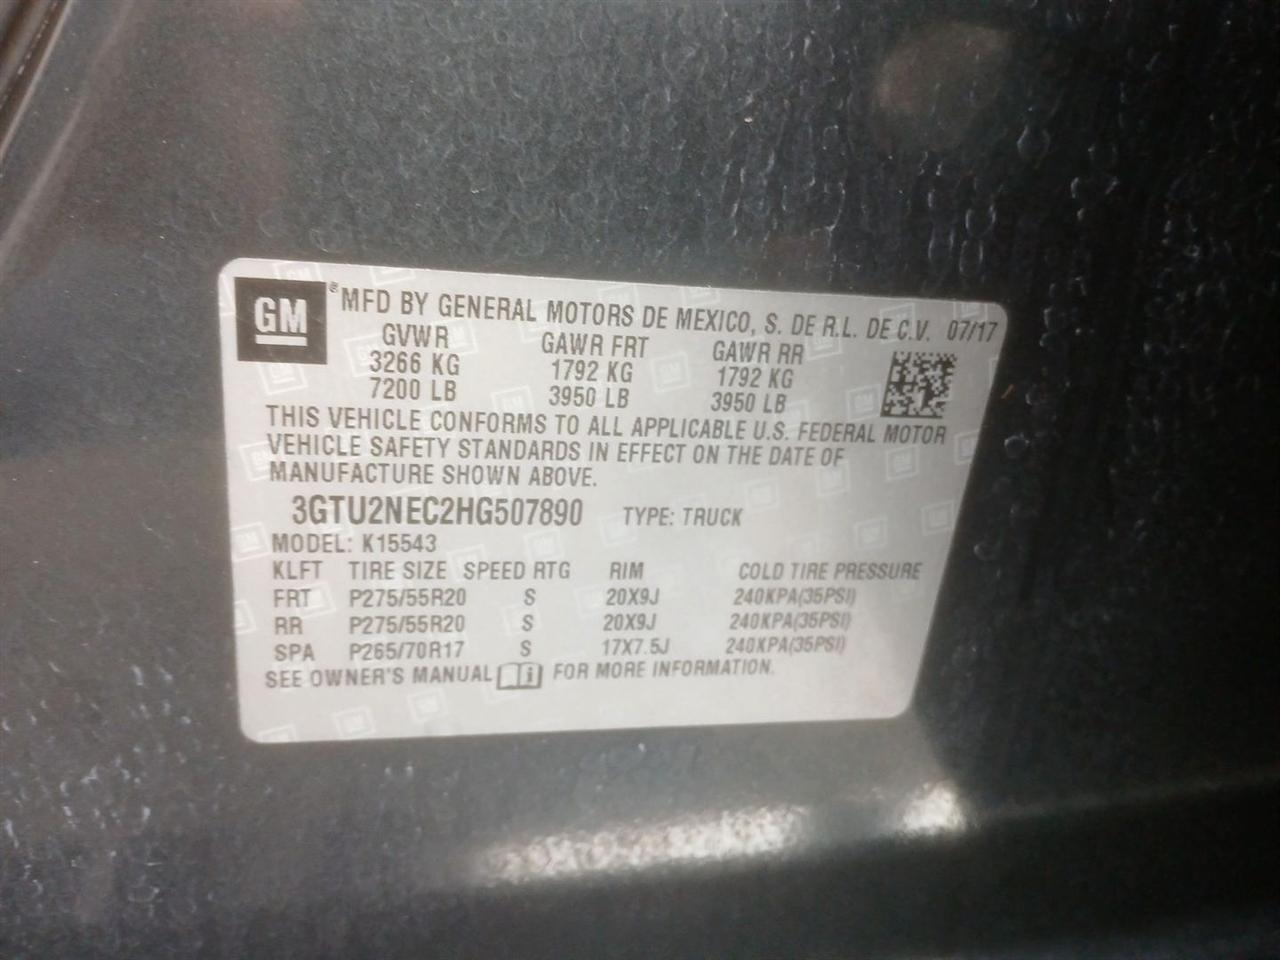 GM ® MFD BY GENERAL MOTORS DE MEXICO, S. DE R.L. DE C.V. 07/17
GVWR GAWR FRT GAWR RR
3266 KG 1792 KG 1792 KG
7200 LB 3950 LB 3950 LB
THIS VEHICLE CONFORMS TO ALL APPLICABLE U.S. FEDERAL MOTOR
VEHICLE SAFETY STANDARDS IN EFFECT ON THE DATE OF
MANUFACTURE SHOWN ABOVE.
3GTU2NEC2HG507890 TYPE: TRUCK
MODEL: K15543
KLFT TIRE SIZE SPEED RTG RIM COLD TIRE PRESSURE
FRT P275/55R20 S 20X9J 240KPA(35PSI)
RR P275/55R20 S 20X9J 240KPA(35PSI)
SPA P265/70R17 S 17X7.5J 240KPA(35PSI)
SEE OWNER'S MANUAL i FOR MORE INFORMATION.